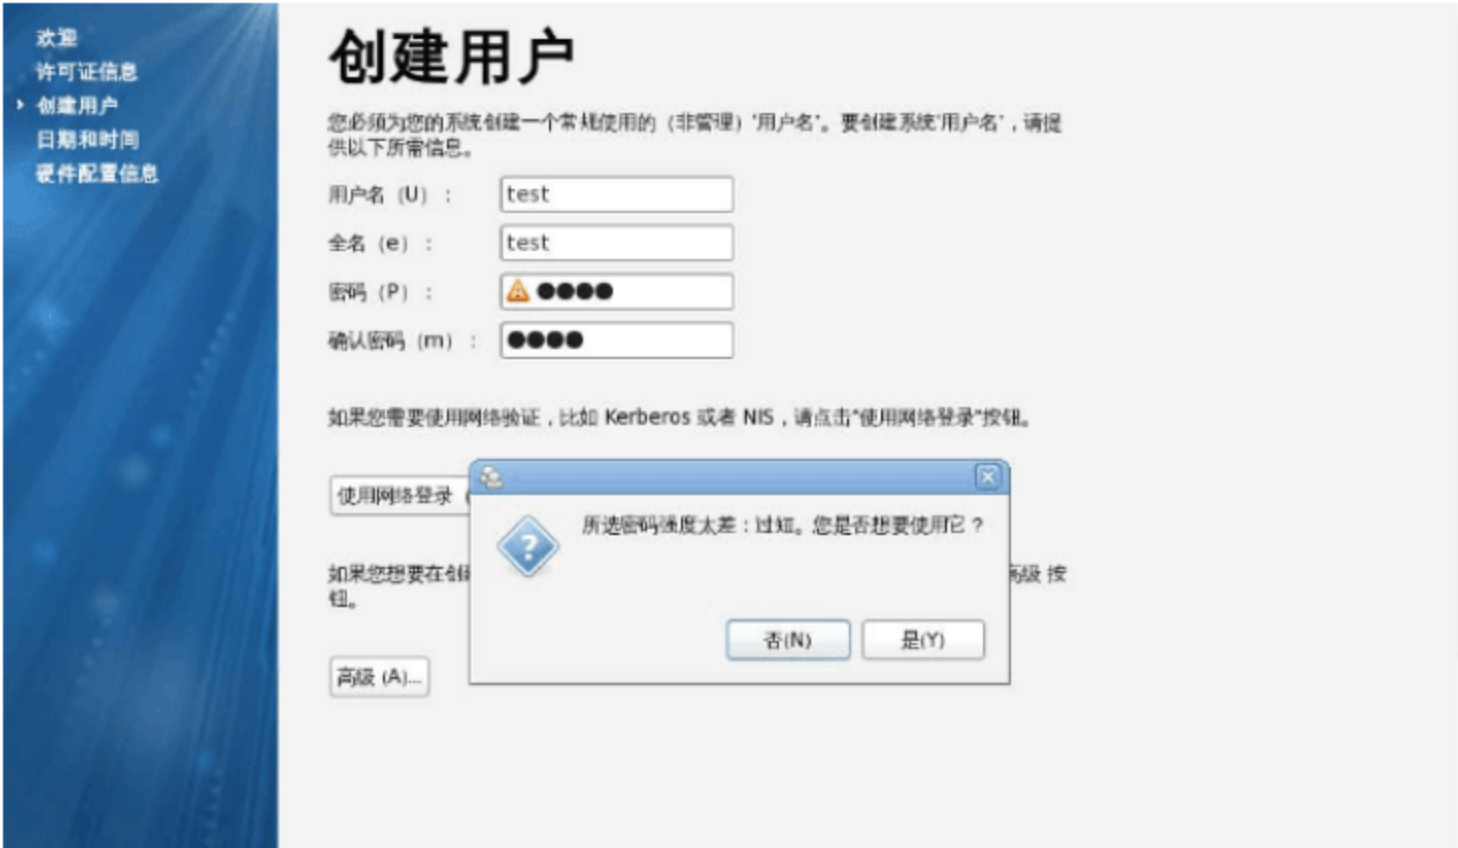 欢迎
许可证信息
创建用户
日期和时间
硬件配置信息
创建用户
您必须为您的系统创建一个常规使用的（非管理）'用户名'。要创建系统'用户名'，请提
供以下所需信息。
用户名（U）：
test
全名（e）：
test
密码（P）：
●●●●
确认密码（m）：
●●●●
如果您需要使用网络验证，比如 Kerberos 或者 NIS，请点击"使用网络登录"按钮。
使用网络登录（
所选密码强度太差：过短。您是否想要使用它？
否(N)
是(Y)
如果您想要在创
高级 按
钮。
高级 (A)...